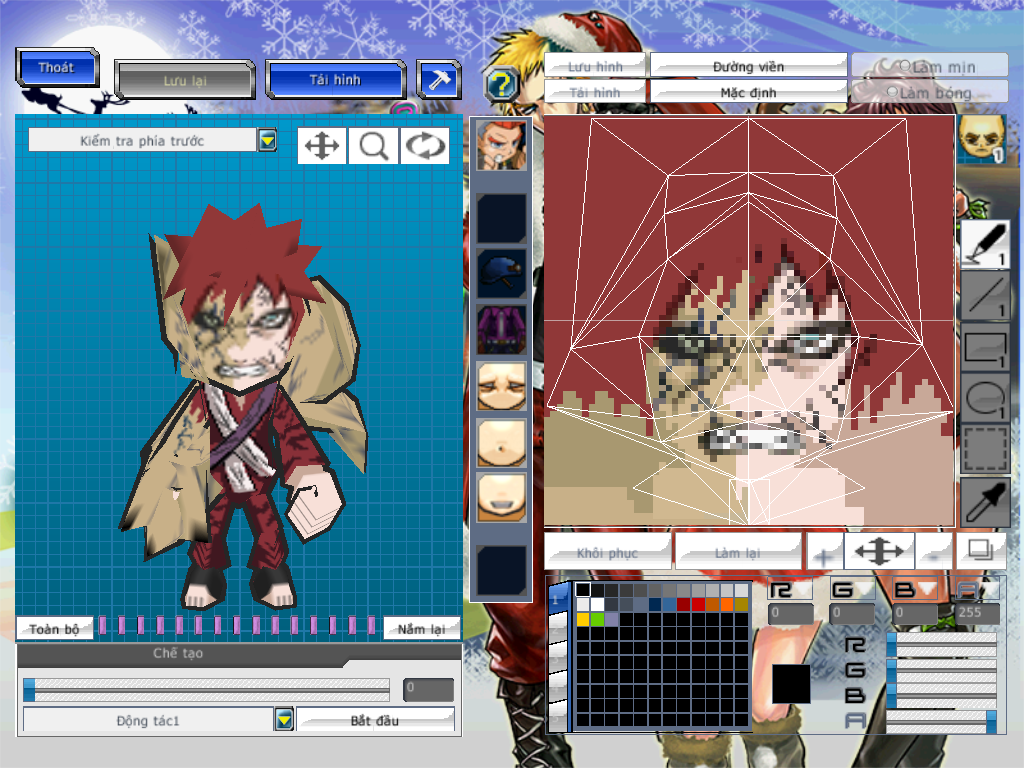 Thoát
Lưu lại
Tải hình
?
Lưu hình
Đường viền
Làm mịn
Tải hình
Mặc định
Làm bóng
Kiểm tra phía trước
1
1
1
1
1
Khôi phục
Làm lại
R G B A
0 0 0 255
R
G
B
A
Toàn bộ
Nắm lại
Chế tạo
0
Động tác1
Bắt đầu